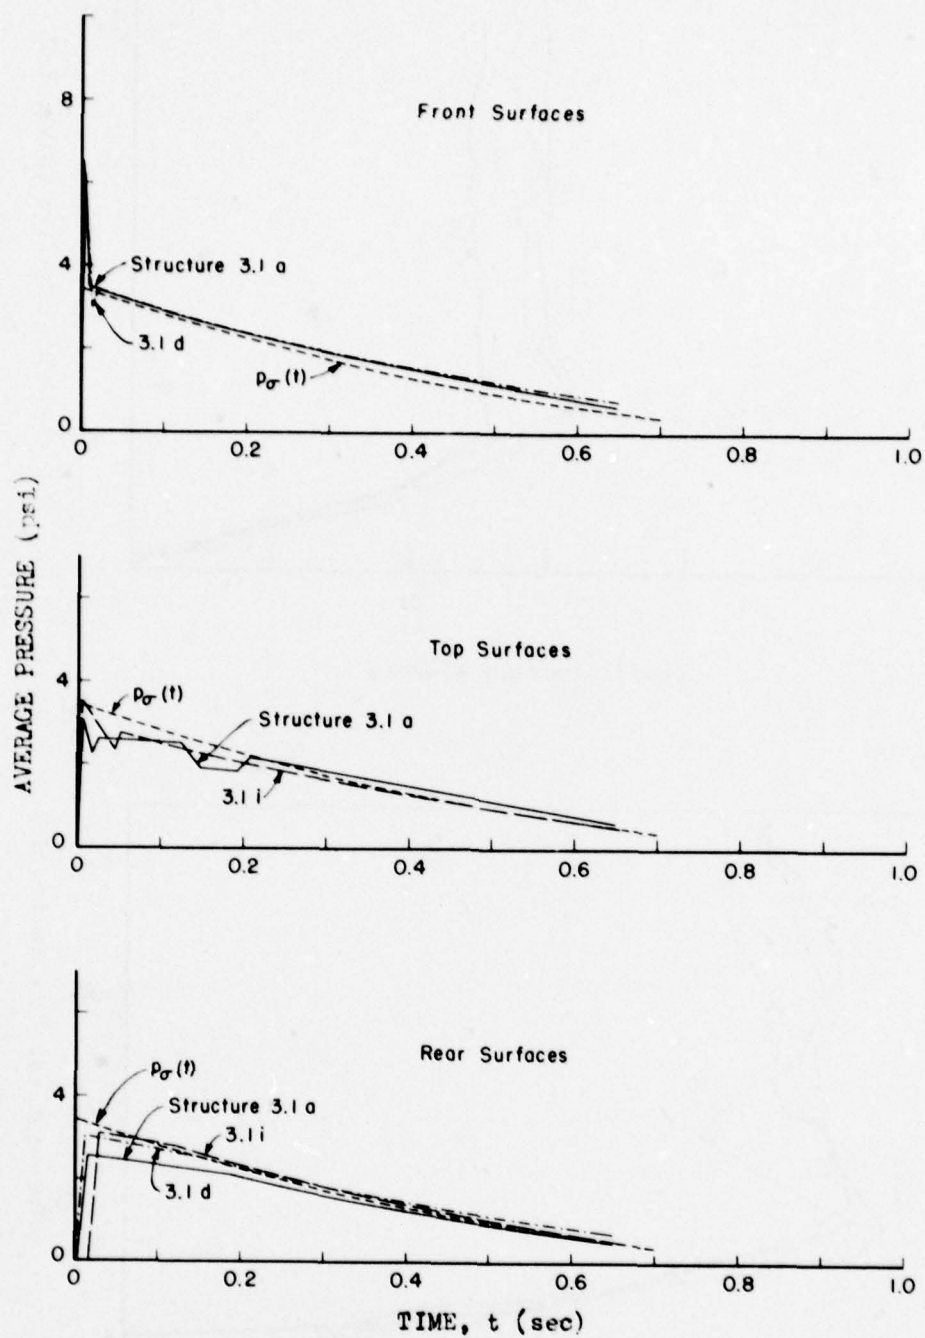 Front Surfaces
8
4
0
Structure 3.1 a
3.1 d
pσ(t)
0 0.2 0.4 0.6 0.8 1.0
AVERAGE PRESSURE (psi)
Top Surfaces
4
0
pσ(t)
Structure 3.1 a
3.1 i
0 0.2 0.4 0.6 0.8 1.0
Rear Surfaces
4
0
pσ(t)
Structure 3.1 a
3.1 i
3.1 d
0 0.2 0.4 0.6 0.8 1.0
TIME, t (sec)